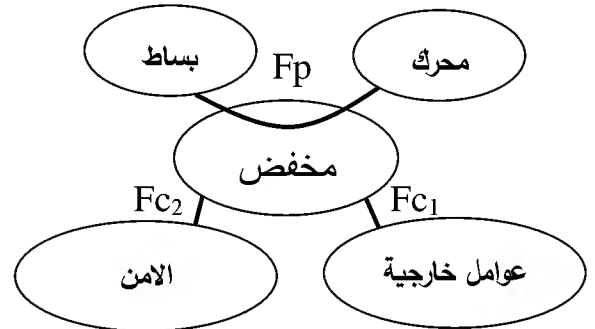 محرك
Fp
بساط
مخفض
Fc₁
Fc₂
عوامل خارجية
الامن